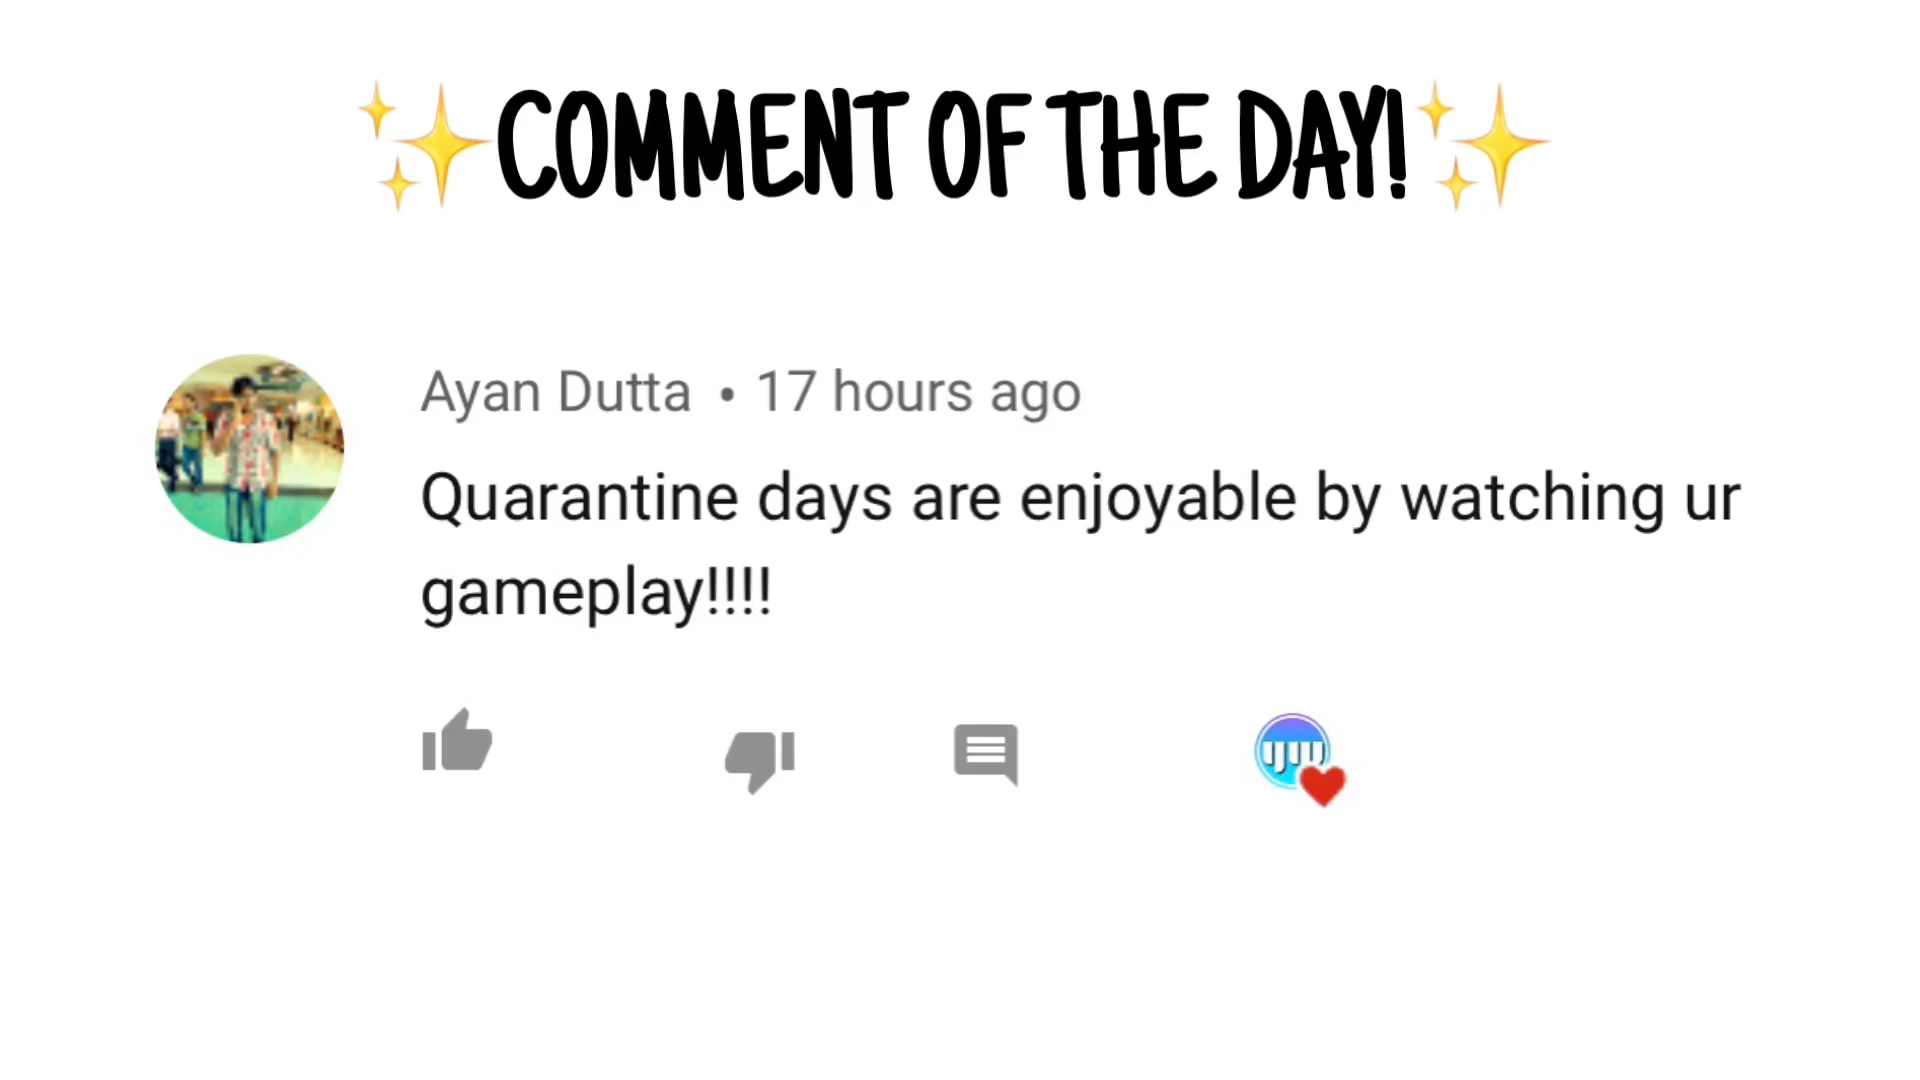 ✨COMMENT OF THE DAY!✨
Ayan Dutta • 17 hours ago
Quarantine days are enjoyable by watching ur
gameplay!!!!